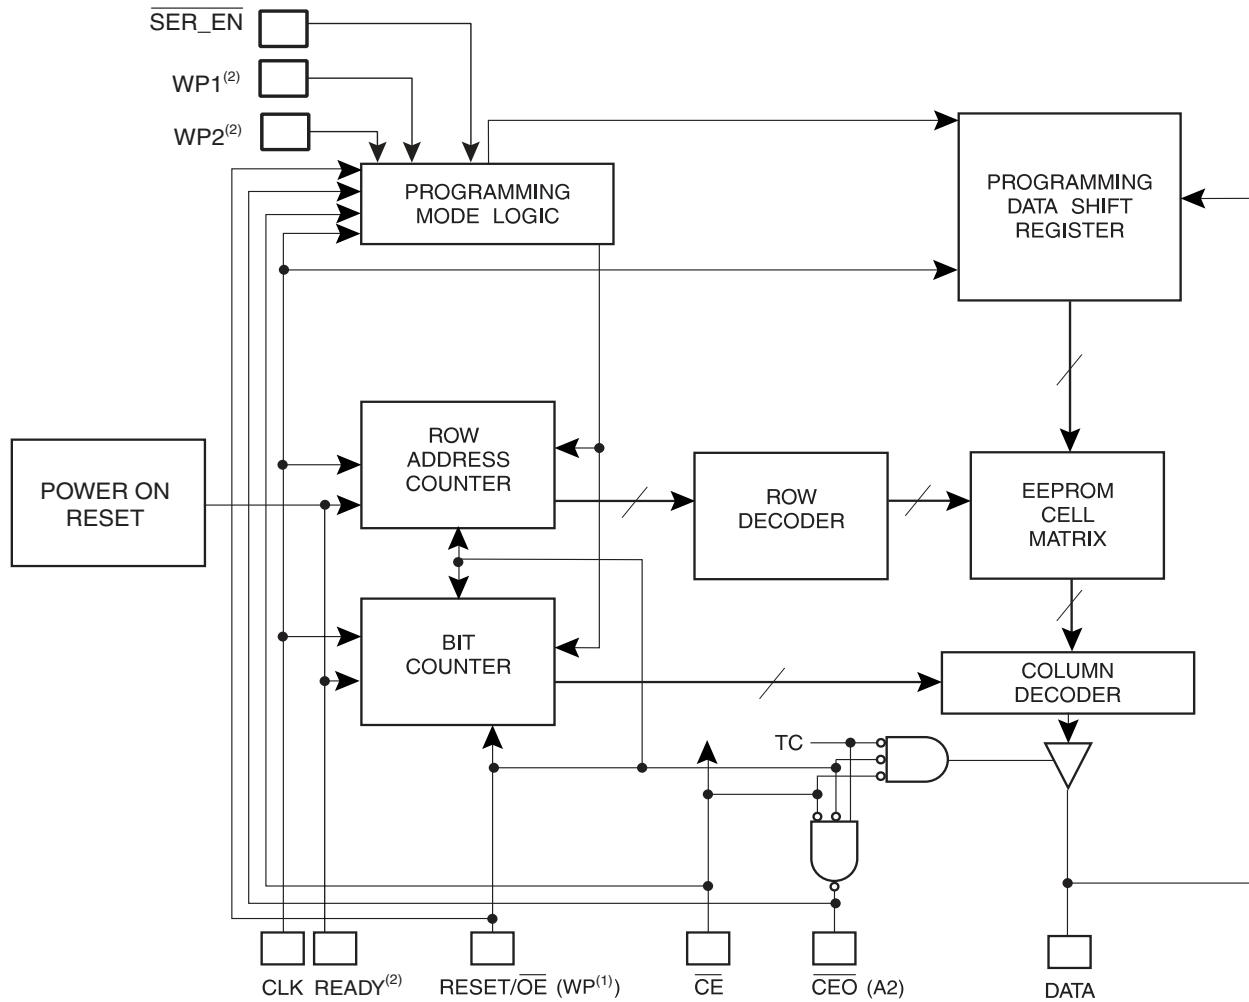 SER_EN
WP1(2)
WP2(2)
PROGRAMMING
MODE LOGIC
PROGRAMMING
DATA SHIFT
REGISTER
POWER ON
RESET
ROW
ADDRESS
COUNTER
ROW
DECODER
EEPROM
CELL
MATRIX
BIT
COUNTER
COLUMN
DECODER
TC
CLK
READY(2)
RESET/OE (WP(1))
CE
CEO (A2)
DATA